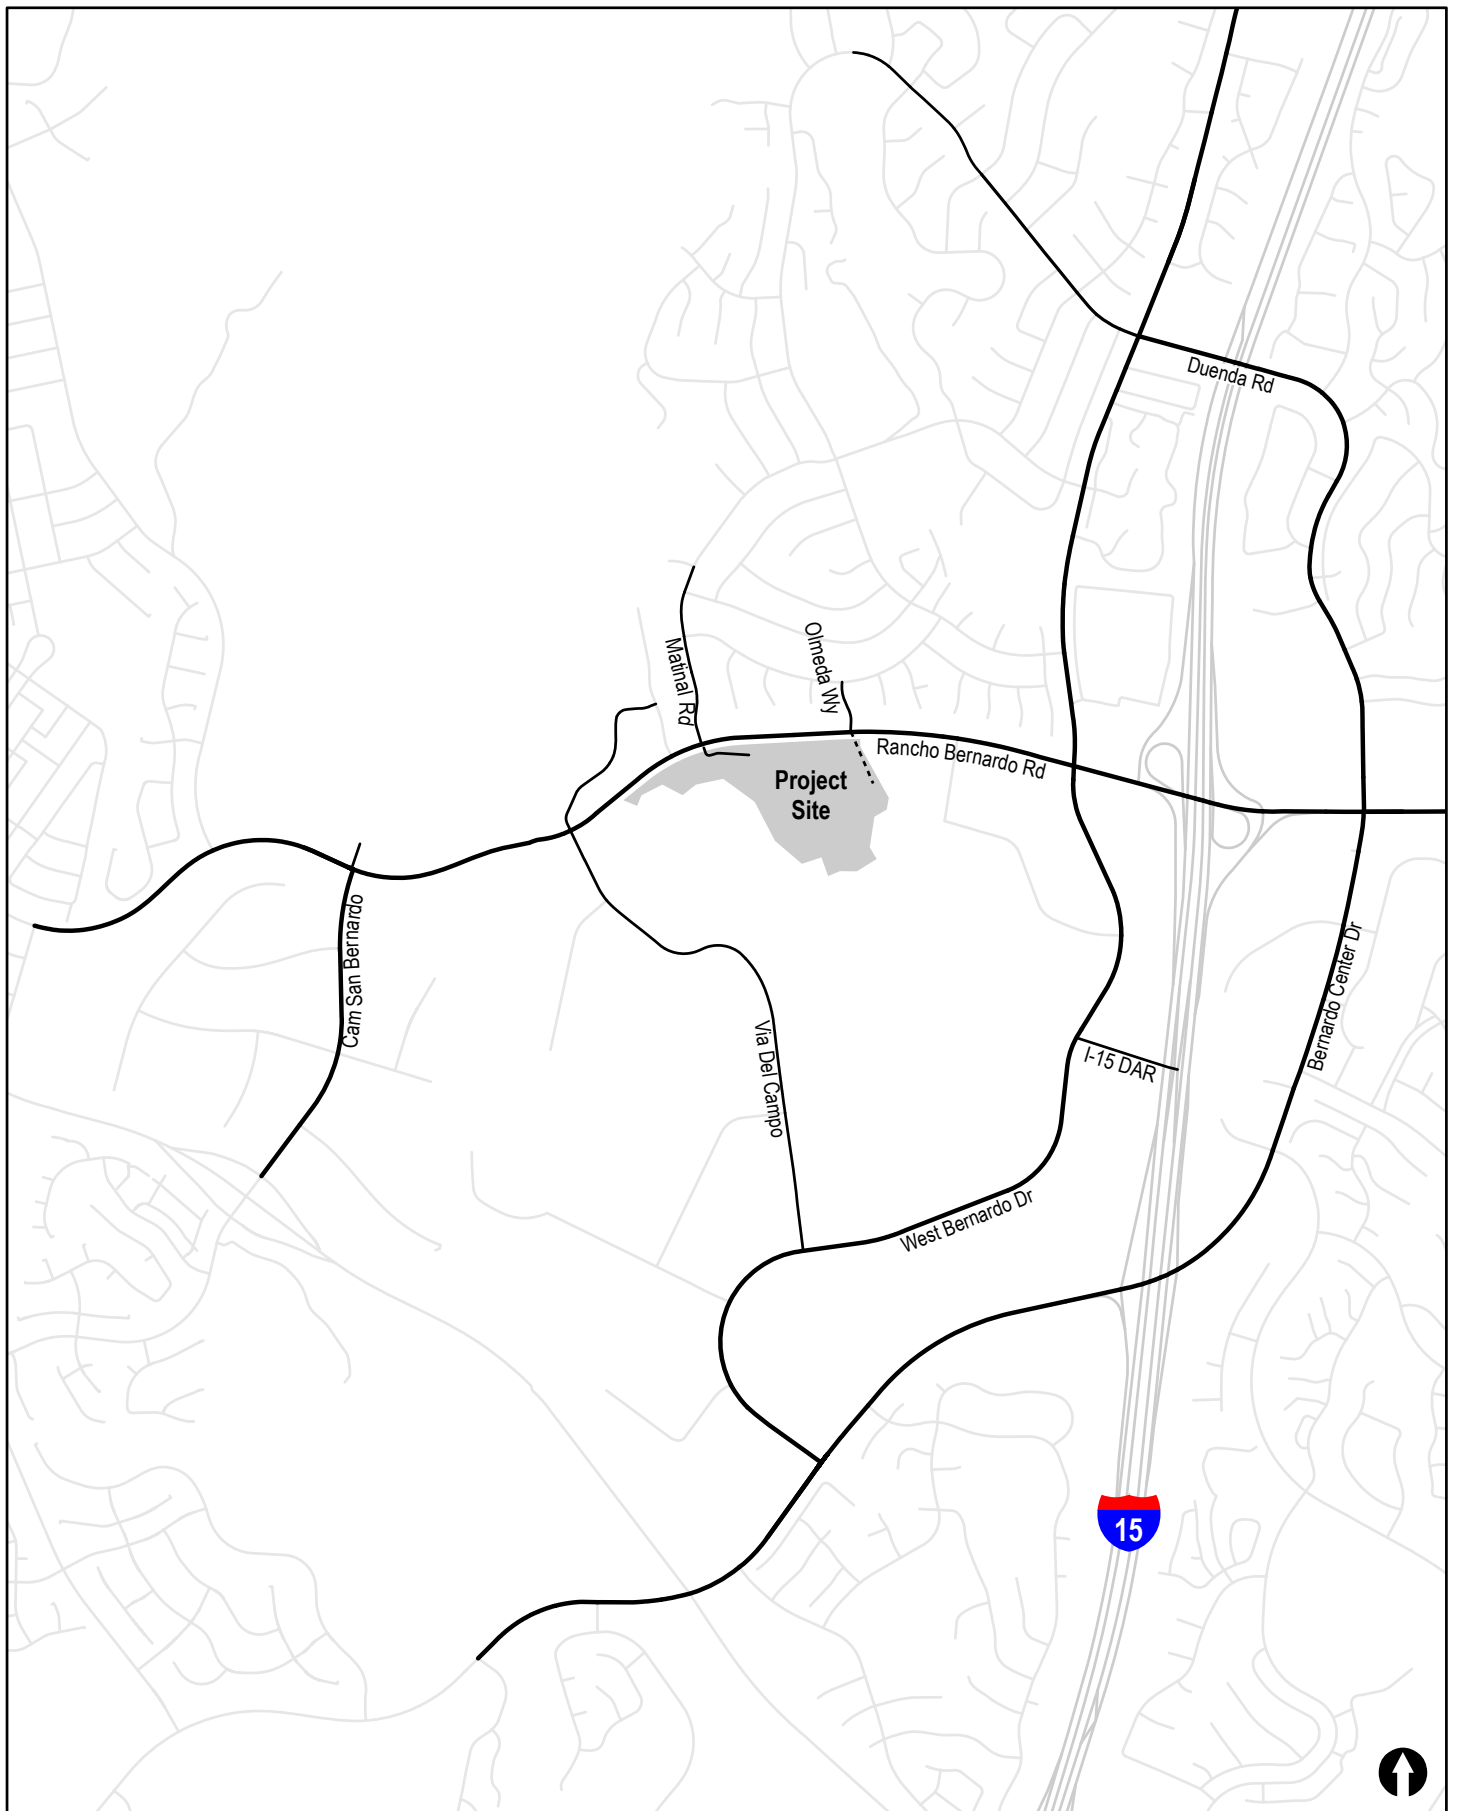 Duenda Rd
Olmeda Wy
Matinal Rd
Rancho Bernardo Rd
Project
Site
Cam San Bernardo
Bernardo Center Dr
Via Del Campo
I-15 DAR
West Bernardo Dr
15